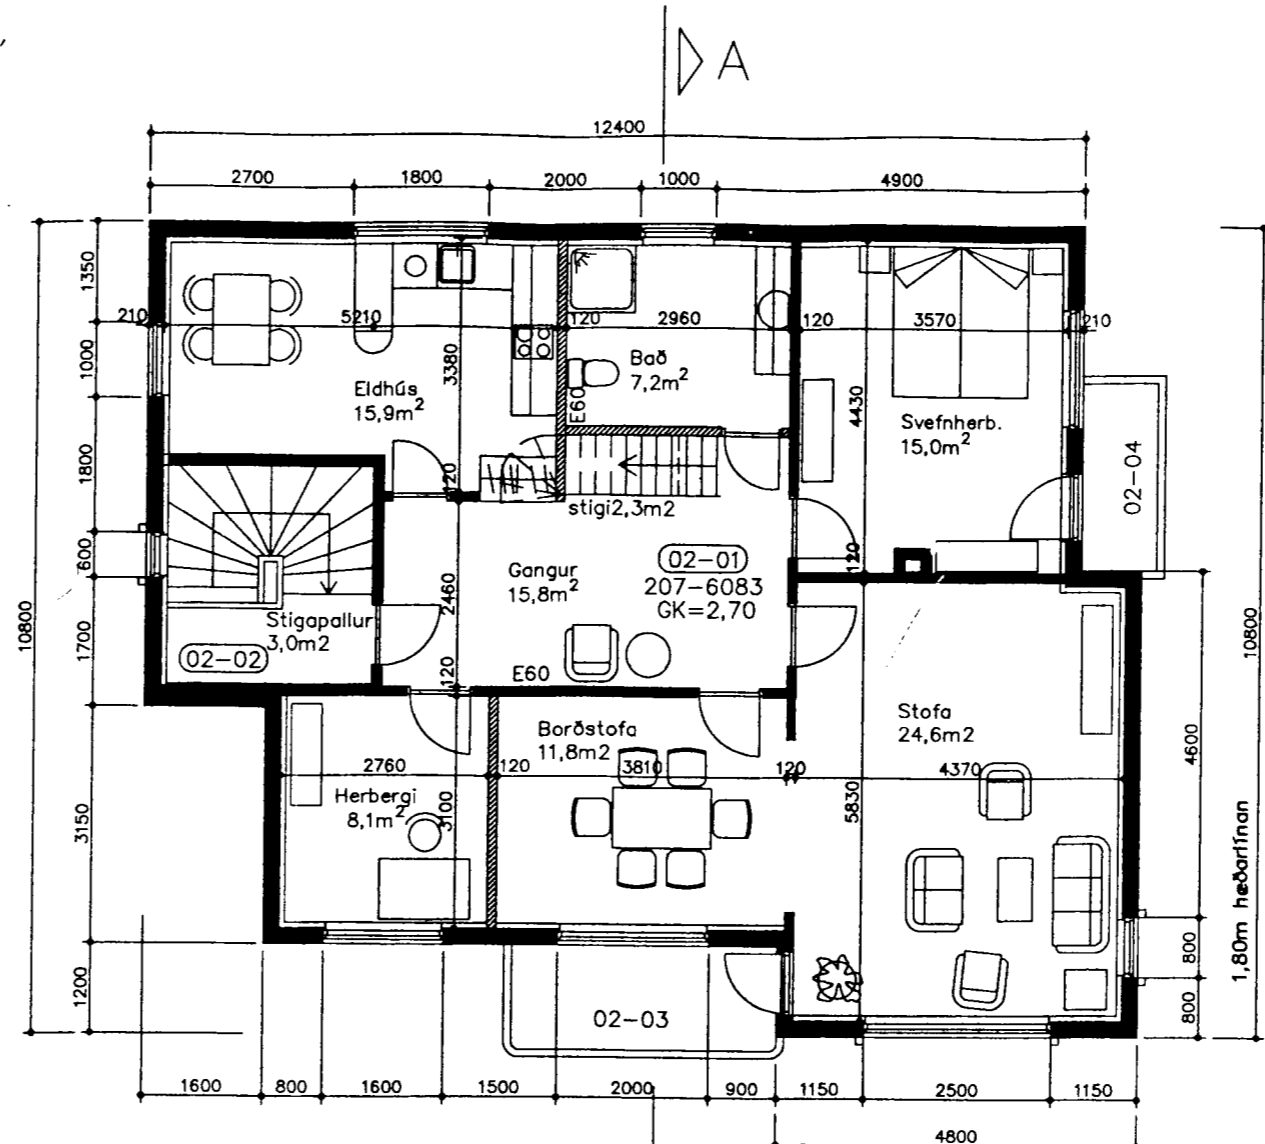 A
12400
2700 1800 2000 1000 4900
1350
210 5210 120 2960 120 3570 210
1000
3380
Eldhús
15,9m²
Bað
7,2m²
E60
4430
Svefnherb.
15,0m²
1800
120
02-04
stigi2,3m2
02-01
207-6083
GK=2,70
120
600
Gangur
15,8m²
2460
10800
10800
1700
Stigapallur
3,0m2
02-02
120
E60
Borðstofa
11,8m2
Stofa
24,6m2
4600
2760 120 3810 120 4370
Herbergi
8,1m²
3100
5830
3150
1,80m hæðarlínan
800
1200
02-03
800
1600 800 1600 1500 2000 900 1150 2500 1150
4800